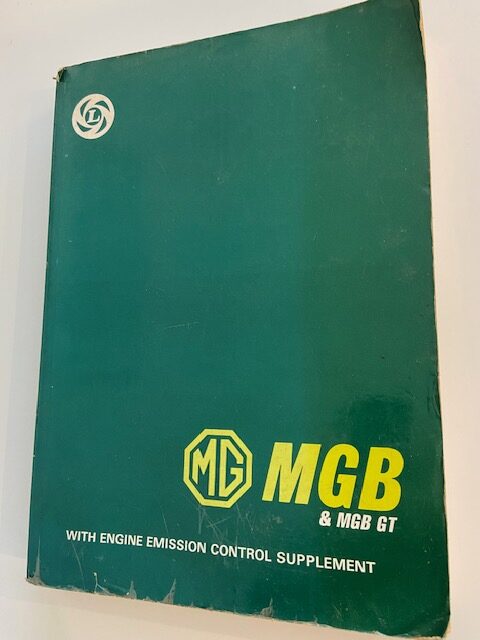 L
MG
MGB
& MGB GT
WITH ENGINE EMISSION CONTROL SUPPLEMENT